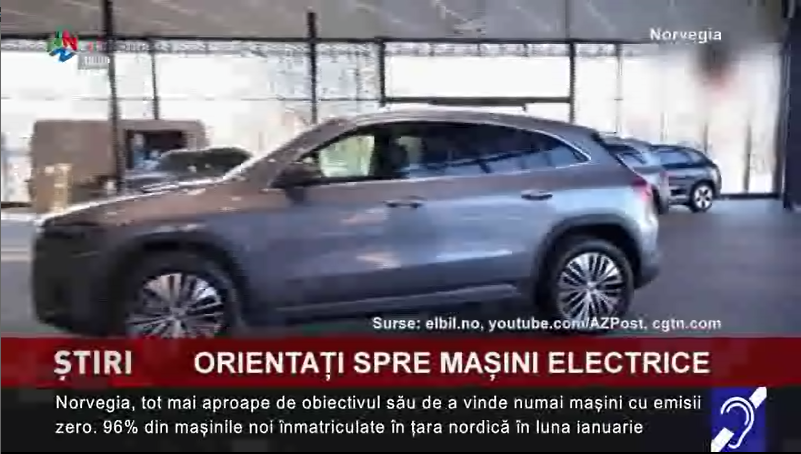 Norvegia
Surse: elbil.no, youtube.com/AZPost, cgtn.com
ȘTIRI
ORIENTAȚI SPRE MAȘINI ELECTRICE
Norvegia, tot mai aproape de obiectivul său de a vinde numai mașini cu emisii
zero. 96% din mașinile noi înmatriculate în țara nordică în luna ianuarie